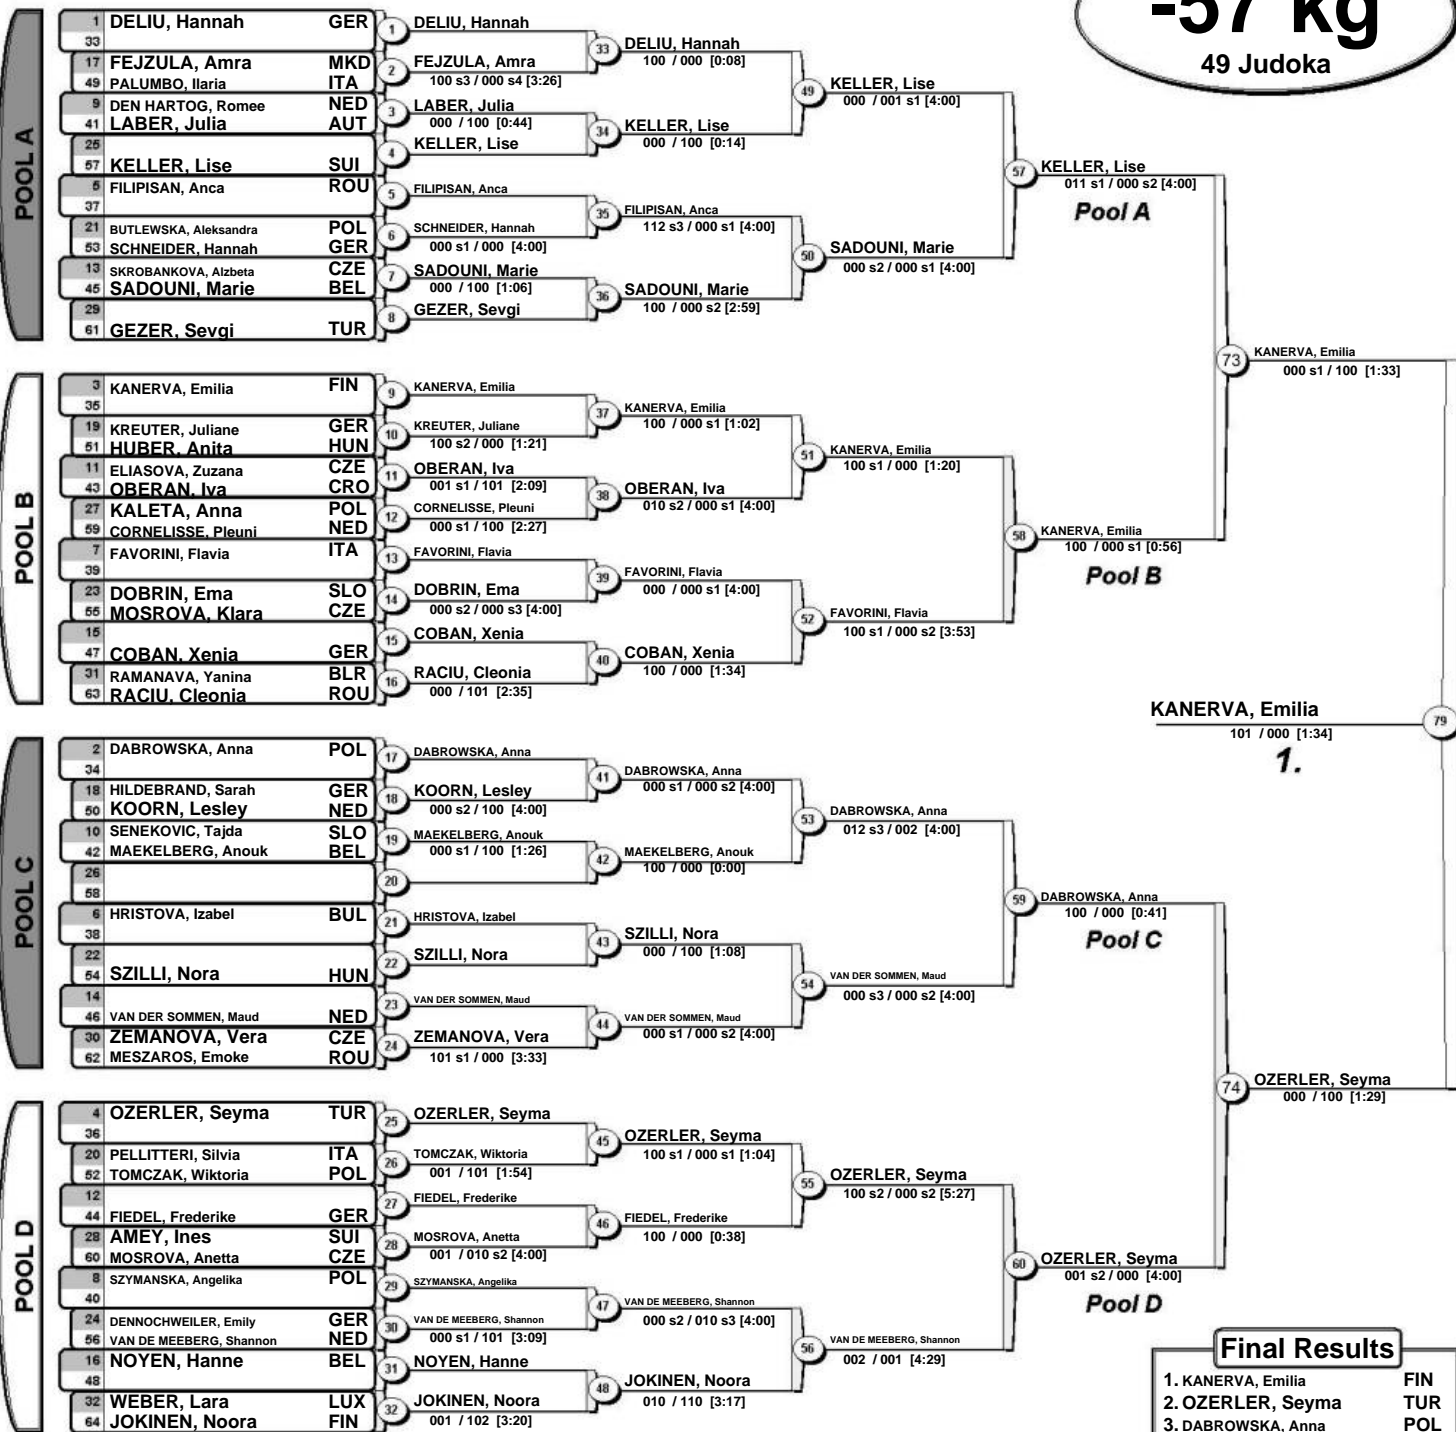 -57 kg
49 Judoka
POOL A
1 DELIU, Hannah GER
33
17 FEJZULA, Amra MKD
49 PALUMBO, Ilaria ITA
9 DEN HARTOG, Romee NED
41 LABER, Julia AUT
25
57 KELLER, Lise SUI
5 FILIPISAN, Anca ROU
37
21 BUTLEWSKA, Aleksandra POL
53 SCHNEIDER, Hannah GER
13 SKROBANKOVA, Alzbeta CZE
45 SADOUNI, Marie BEL
29
61 GEZER, Sevgi TUR
1 DELIU, Hannah
2 FEJZULA, Amra
100 s3 / 000 s4 [3:26]
3 LABER, Julia
000 / 100 [0:44]
4 KELLER, Lise
5 FILIPISAN, Anca
6 SCHNEIDER, Hannah
000 s1 / 000 [4:00]
7 SADOUNI, Marie
000 / 100 [1:06]
8 GEZER, Sevgi
33 DELIU, Hannah
100 / 000 [0:08]
34 KELLER, Lise
000 / 100 [0:14]
35 FILIPISAN, Anca
112 s3 / 000 s1 [4:00]
36 SADOUNI, Marie
100 / 000 s2 [2:59]
49 KELLER, Lise
000 / 001 s1 [4:00]
50 SADOUNI, Marie
000 s2 / 000 s1 [4:00]
57 KELLER, Lise
011 s1 / 000 s2 [4:00]
Pool A
POOL B
3 KANERVA, Emilia FIN
35
19 KREUTER, Juliane GER
51 HUBER, Anita HUN
11 ELIASOVA, Zuzana CZE
43 OBERAN, Iva CRO
27 KALETA, Anna POL
59 CORNELISSE, Pleuni NED
7 FAVORINI, Flavia ITA
39
23 DOBRIN, Ema SLO
55 MOSROVA, Klara CZE
15
47 COBAN, Xenia GER
31 RAMANAVA, Yanina BLR
63 RACIU, Cleonia ROU
9 KANERVA, Emilia
10 KREUTER, Juliane
100 s2 / 000 [1:21]
11 OBERAN, Iva
001 s1 / 101 [2:09]
12 CORNELISSE, Pleuni
000 s1 / 100 [2:27]
13 FAVORINI, Flavia
14 DOBRIN, Ema
000 s2 / 000 s3 [4:00]
15 COBAN, Xenia
16 RACIU, Cleonia
000 / 101 [2:35]
37 KANERVA, Emilia
100 / 000 s1 [1:02]
38 OBERAN, Iva
010 s2 / 000 s1 [4:00]
39 FAVORINI, Flavia
000 / 000 s1 [4:00]
40 COBAN, Xenia
100 / 000 [1:34]
51 KANERVA, Emilia
100 s1 / 000 [1:20]
52 FAVORINI, Flavia
100 s1 / 000 s2 [3:53]
58 KANERVA, Emilia
100 / 000 s1 [0:56]
Pool B
73 KANERVA, Emilia
000 s1 / 100 [1:33]
KANERVA, Emilia 79
101 / 000 [1:34]
1.
POOL C
2 DABROWSKA, Anna POL
34
18 HILDEBRAND, Sarah GER
50 KOORN, Lesley NED
10 SENEKOVIC, Tajda SLO
42 MAEKELBERG, Anouk BEL
26
58
6 HRISTOVA, Izabel BUL
38
22
54 SZILLI, Nora HUN
14
46 VAN DER SOMMEN, Maud NED
30 ZEMANOVA, Vera CZE
62 MESZAROS, Emoke ROU
17 DABROWSKA, Anna
18 KOORN, Lesley
000 s2 / 100 [4:00]
19 MAEKELBERG, Anouk
000 s1 / 100 [1:26]
20
21 HRISTOVA, Izabel
22 SZILLI, Nora
23 VAN DER SOMMEN, Maud
24 ZEMANOVA, Vera
101 s1 / 000 [3:33]
41 DABROWSKA, Anna
000 s1 / 000 s2 [4:00]
42 MAEKELBERG, Anouk
100 / 000 [0:00]
43 SZILLI, Nora
000 / 100 [1:08]
44 VAN DER SOMMEN, Maud
000 s1 / 000 s2 [4:00]
53 DABROWSKA, Anna
012 s3 / 002 [4:00]
54 VAN DER SOMMEN, Maud
000 s3 / 000 s2 [4:00]
59 DABROWSKA, Anna
100 / 000 [0:41]
Pool C
POOL D
4 OZERLER, Seyma TUR
36
20 PELLITTERI, Silvia ITA
52 TOMCZAK, Wiktoria POL
12
44 FIEDEL, Frederike GER
28 AMEY, Ines SUI
60 MOSROVA, Anetta CZE
8 SZYMANSKA, Angelika POL
40
24 DENNOCHWEILER, Emily GER
56 VAN DE MEEBERG, Shannon NED
16 NOYEN, Hanne BEL
48
32 WEBER, Lara LUX
64 JOKINEN, Noora FIN
25 OZERLER, Seyma
26 TOMCZAK, Wiktoria
001 / 101 [1:54]
27 FIEDEL, Frederike
28 MOSROVA, Anetta
001 / 010 s2 [4:00]
29 SZYMANSKA, Angelika
30 VAN DE MEEBERG, Shannon
000 s1 / 101 [3:09]
31 NOYEN, Hanne
32 JOKINEN, Noora
001 / 102 [3:20]
45 OZERLER, Seyma
100 s1 / 000 s1 [1:04]
46 FIEDEL, Frederike
100 / 000 [0:38]
47 VAN DE MEEBERG, Shannon
000 s2 / 010 s3 [4:00]
48 JOKINEN, Noora
010 / 110 [3:17]
55 OZERLER, Seyma
100 s2 / 000 s2 [5:27]
56 VAN DE MEEBERG, Shannon
002 / 001 [4:29]
60 OZERLER, Seyma
001 s2 / 000 [4:00]
Pool D
74 OZERLER, Seyma
000 / 100 [1:29]
Final Results
1. KANERVA, Emilia FIN
2. OZERLER, Seyma TUR
3. DABROWSKA, Anna POL